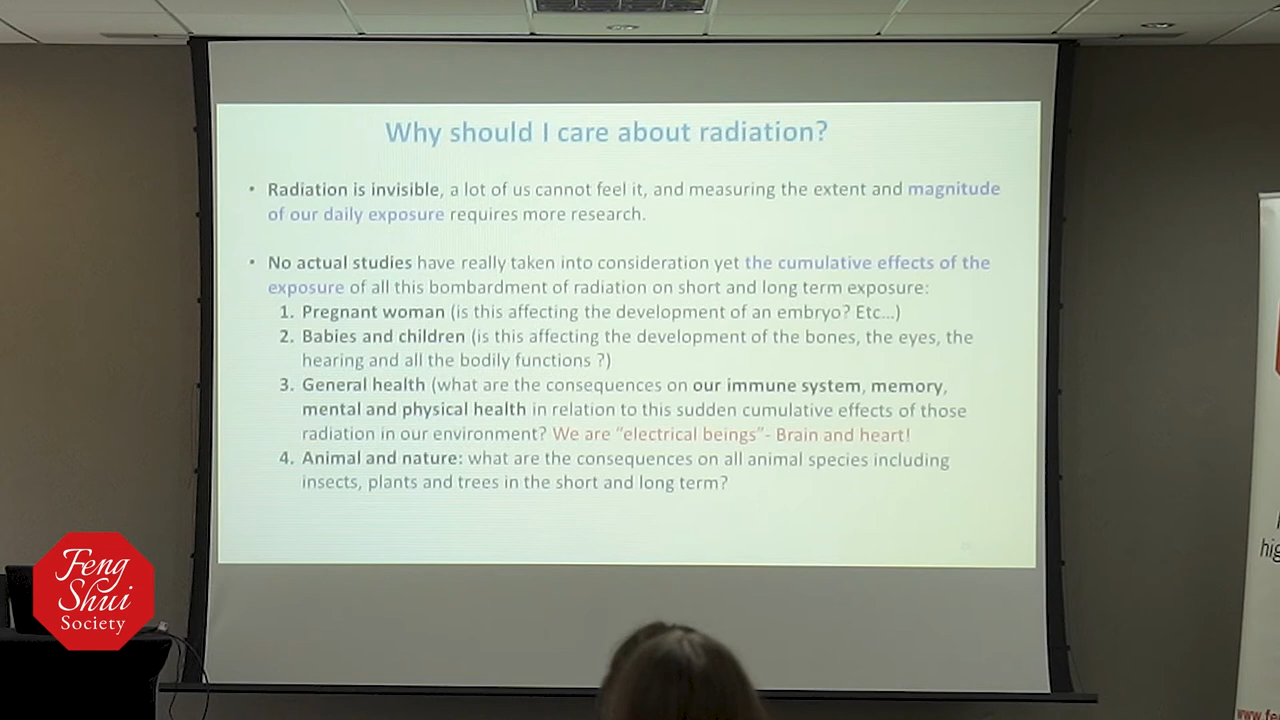 Why should I care about radiation?
• Radiation is invisible, a lot of us cannot feel it, and measuring the extent and magnitude
of our daily exposure requires more research.
• No actual studies have really taken into consideration yet the cumulative effects of the
exposure of all this bombardment of radiation on short and long term exposure:
1. Pregnant woman (is this affecting the development of an embryo? Etc...)
2. Babies and children (is this affecting the development of the bones, the eyes, the
hearing and all the bodily functions ?)
3. General health (what are the consequences on our immune system, memory,
mental and physical health in relation to this sudden cumulative effects of those
radiation in our environment? We are “electrical beings”- Brain and heart!
4. Animal and nature: what are the consequences on all animal species including
insects, plants and trees in the short and long term?
Feng
Shui
Society